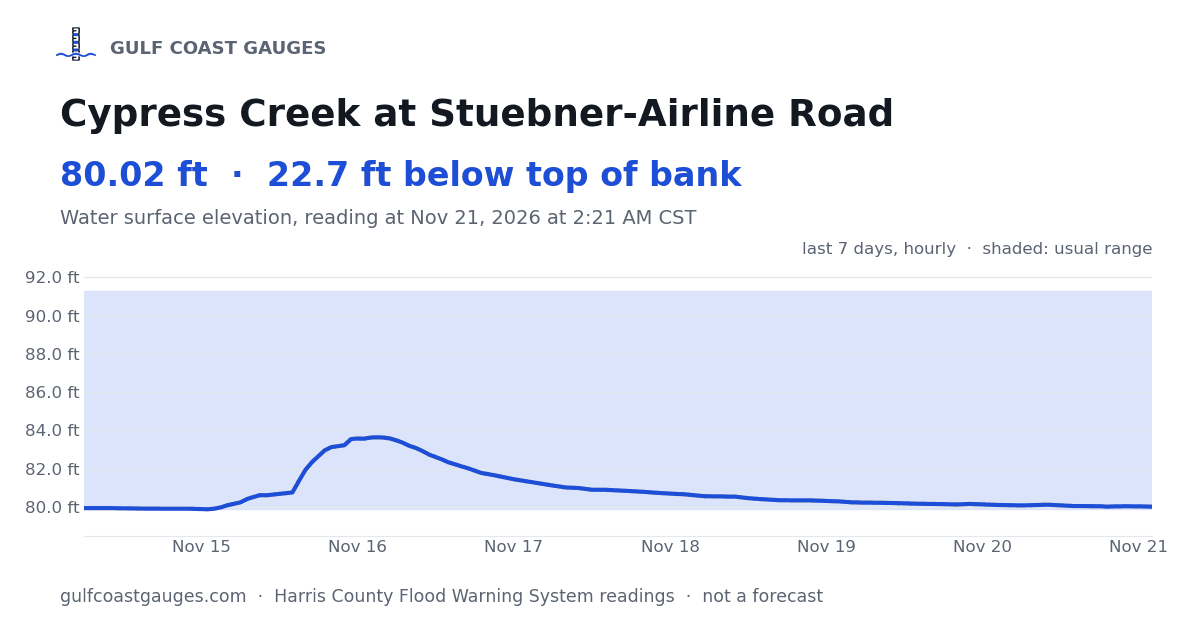 GULF COAST GAUGES
Cypress Creek at Stuebner-Airline Road
80.02 ft · 22.7 ft below top of bank
Water surface elevation, reading at Nov 21, 2026 at 2:21 AM CST
last 7 days, hourly · shaded: usual range
92.0 ft
90.0 ft
88.0 ft
86.0 ft
84.0 ft
82.0 ft
80.0 ft
Nov 15 Nov 16 Nov 17 Nov 18 Nov 19 Nov 20 Nov 21
gulfcoastgauges.com · Harris County Flood Warning System readings · not a forecast